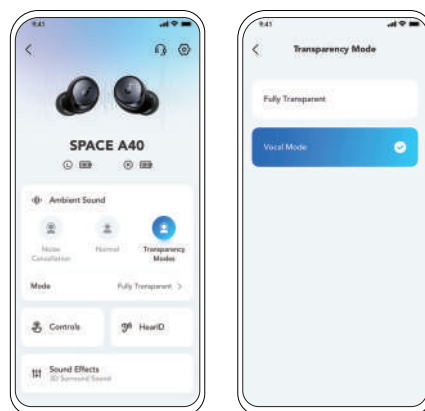 9:41
SPACE A40
L
R
Ambient Sound
Noise Cancellation
Normal
Transparency Modes
Mode
Fully Transparent >
Controls
HearID
Sound Effects
3D Surround Sound
9:41
Transparency Mode
Fully Transparent
Vocal Mode